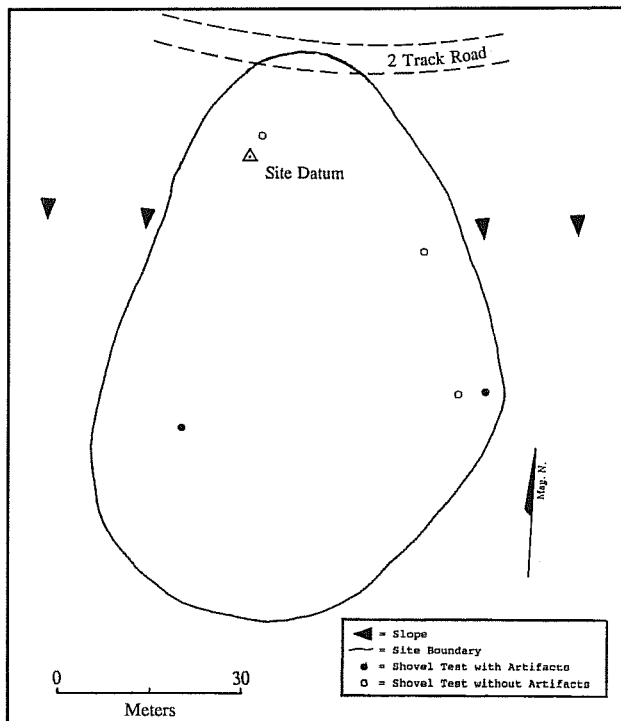 2 Track Road
Site Datum
Mag. N.
= Slope
= Site Boundary
= Shovel Test with Artifacts
= Shovel Test without Artifacts
0 30
Meters